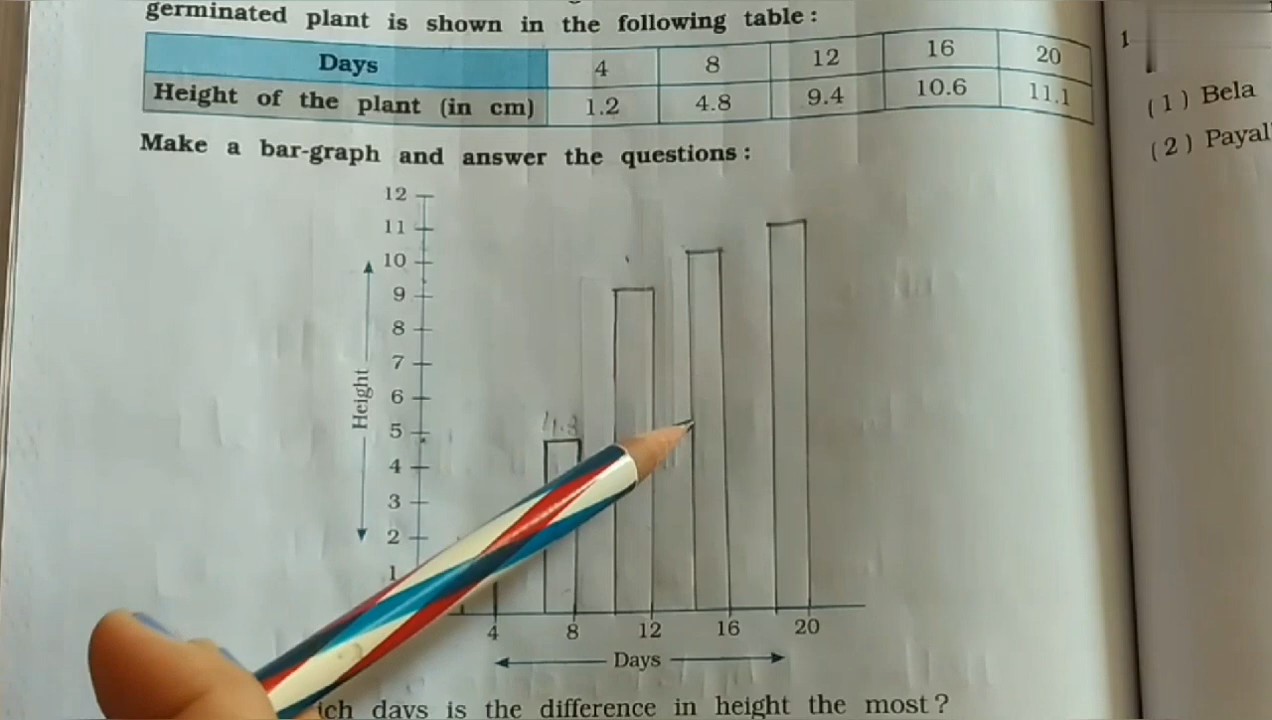 germinated plant is shown in the following table :
Days 4 8 12 16 20
Height of the plant (in cm) 1.2 4.8 9.4 10.6 11.1
Make a bar-graph and answer the questions :
12
11
10
9
8
7
6
5
4
3
2
1
Height
4.8
4 8 12 16 20
Days
ich days is the difference in height the most ?
1
( 1 ) Bela
( 2 ) Payal